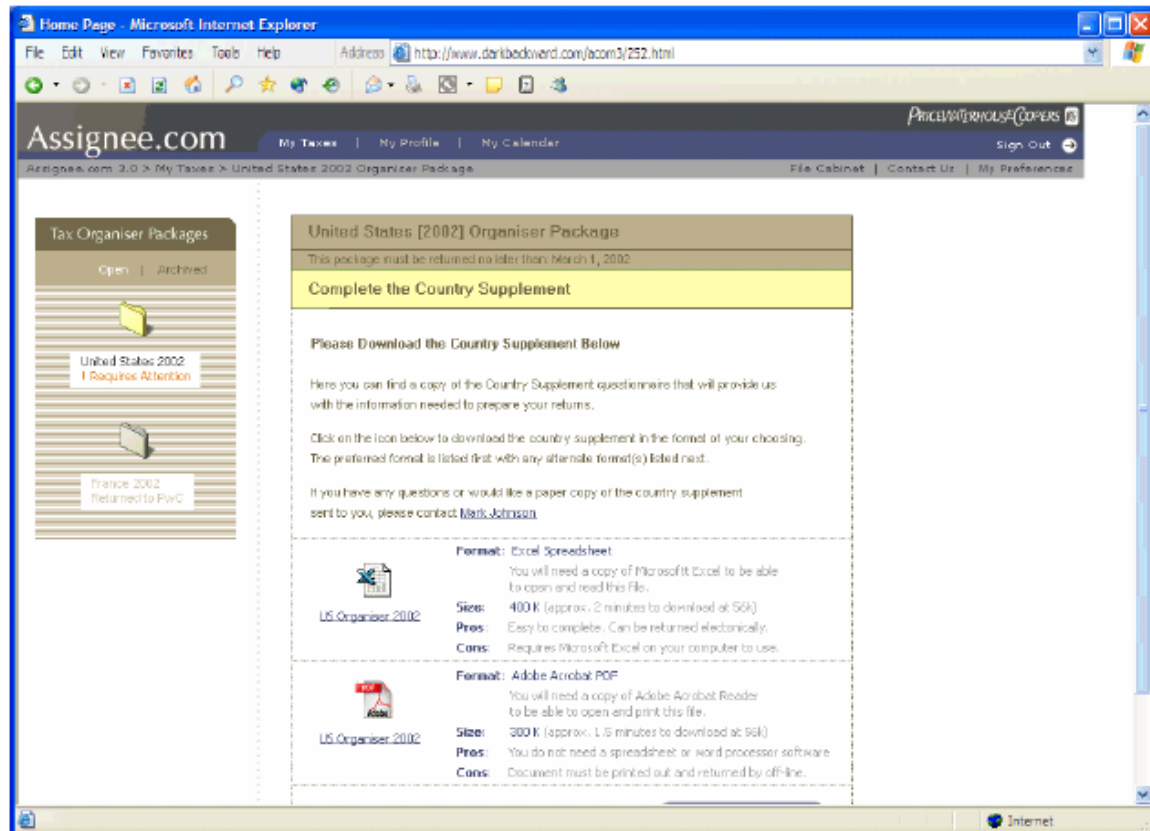 Home Page - Microsoft Internet Explorer
File Edit View Favorites Tools Help Address http://www.darkbackward.com/acom3/252.html
PRICEWATERHOUSECOOPERS
Assignee.com My Taxes | My Profile | My Calendar Sign Out
Assignee.com 3.0 > My Taxes > United States 2002 Organiser Package File Cabinet | Contact Us | My Preferences
Tax Organiser Packages
Open | Archived
United States 2002
! Requires Attention
France 2002
Returned to PwC
United States [2002] Organiser Package
This package must be returned no later than: March 1, 2002
Complete the Country Supplement
Please Download the Country Supplement Below
Here you can find a copy of the Country Supplement questionnaire that will provide us
with the information needed to prepare your returns.
Click on the icon below to download the country supplement in the format of your choosing.
The preferred format is listed first with any alternate format(s) listed next.
If you have any questions or would like a paper copy of the country supplement
sent to you, please contact Mark Johnson
US Organiser 2002
Format: Excel Spreadsheet
You will need a copy of Microsoftt Excel to be able
to open and read this file.
Size: 400 K (approx. 2 minutes to download at 56k)
Pros: Easy to complete. Can be returned electonically.
Cons: Requires Microsoft Excel on your computer to use.
PDF
Adobe
US Organiser 2002
Format: Adobe Acrobat PDF
You will need a copy of Adobe Acrobat Reader
to be able to open and print this file.
Size: 300 K (approx. 1.5 minutes to download at 56k)
Pros: You do not need a spreadsheet or word processor software
Cons: Document must be printed out and returned by off-line.
Internet